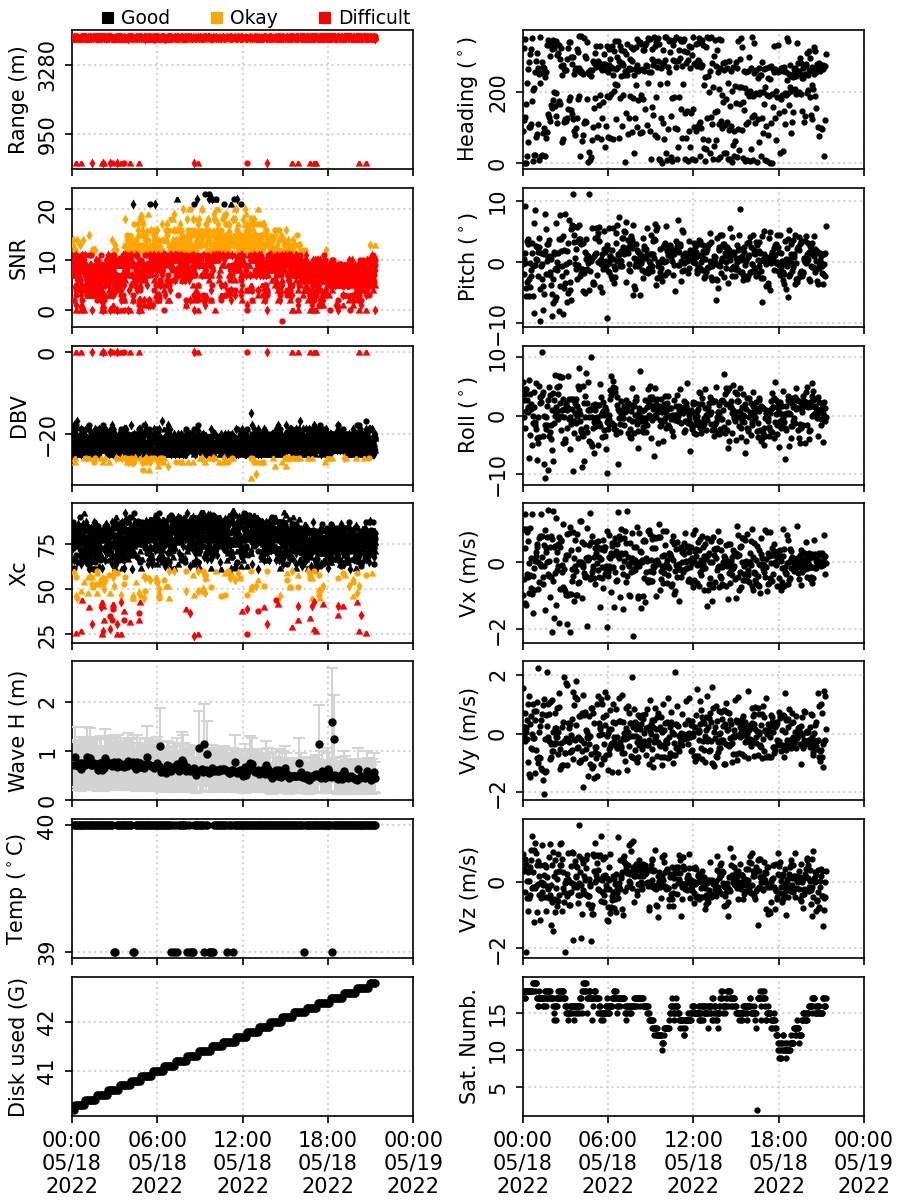 Good Okay Difficult
Range (m)
3280
950
Heading (°)
200
0
SNR
20
10
0
Pitch (°)
10
0
−10
DBV
0
−20
Roll (°)
10
0
−10
Xc
75
50
25
Vx (m/s)
0
−2
Wave H (m)
2
1
0
Vy (m/s)
2
0
−2
Temp (°C)
40
39
Vz (m/s)
0
−2
Disk used (G)
42
41
Sat. Numb.
15
10
5
00:00 06:00 12:00 18:00 00:00
05/18 05/18 05/18 05/18 05/19
2022 2022 2022 2022 2022
00:00 06:00 12:00 18:00 00:00
05/18 05/18 05/18 05/18 05/19
2022 2022 2022 2022 2022